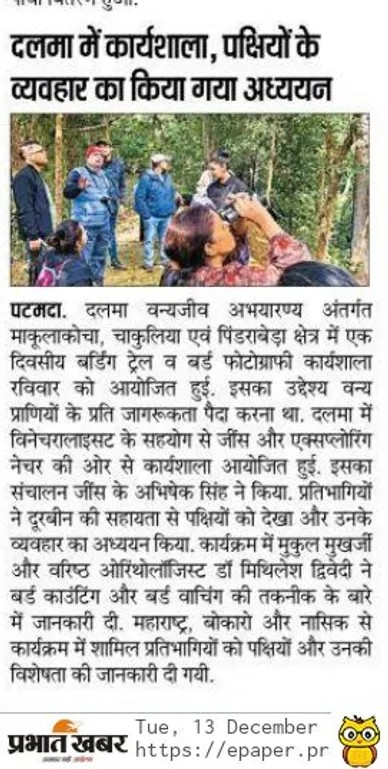 दलमा में कार्यशाला, पक्षियों के
व्यवहार का किया गया अध्ययन
पटमदा. दलमा वन्यजीव अभयारण्य अंतर्गत
माकूलाकोचा, चाकुलिया एवं पिंडराबेड़ा क्षेत्र में एक
दिवसीय बर्डिंग ट्रेल व बर्ड फोटोग्राफी कार्यशाला
रविवार को आयोजित हुई. इसका उद्देश्य वन्य
प्राणियों के प्रति जागरूकता पैदा करना था. दलमा में
विनेचरालाइसट के सहयोग से जींस और एक्सप्लोरिंग
नेचर की ओर से कार्यशाला आयोजित हुई. इसका
संचालन जींस के अभिषेक सिंह ने किया. प्रतिभागियों
ने दूरबीन की सहायता से पक्षियों को देखा और उनके
व्यवहार का अध्ययन किया. कार्यक्रम में मुकुल मुखर्जी
और वरिष्ठ ओरिंथोलॉजिस्ट डॉ मिथिलेश द्विवेदी ने
बर्ड काउंटिंग और बर्ड वाचिंग की तकनीक के बारे
में जानकारी दी. महाराष्ट्र, बोकारो और नासिक से
कार्यक्रम में शामिल प्रतिभागियों को पक्षियों और उनकी
विशेषता की जानकारी दी गयी.
प्रभात खबर
Tue, 13 December
https://epaper.pr